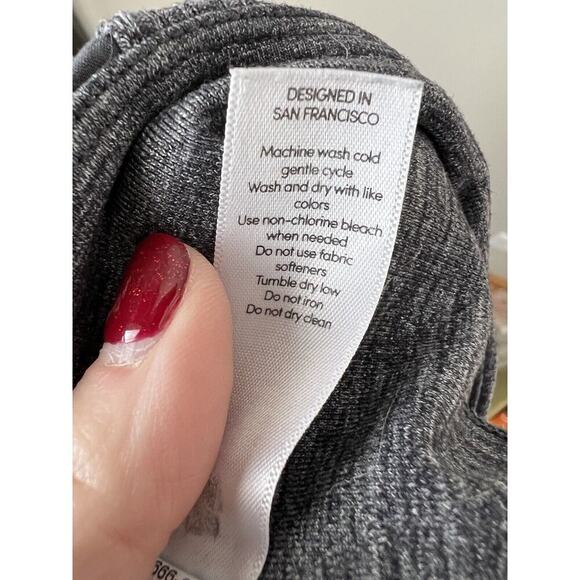 DESIGNED IN
SAN FRANCISCO
Machine wash cold
gentle cycle
Wash and dry with like
colors
Use non-chlorine bleach
when needed
Do not use fabric
softeners
Tumble dry low
Do not iron
Do not dry clean